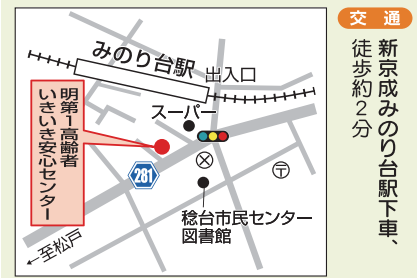 交通
新京成みのり台駅下車、
徒歩約2分
みのり台駅
出入口
スーパー
明第1高齢者
いきいき安心センター
281
〒
稔台市民センター
図書館
←至松戸